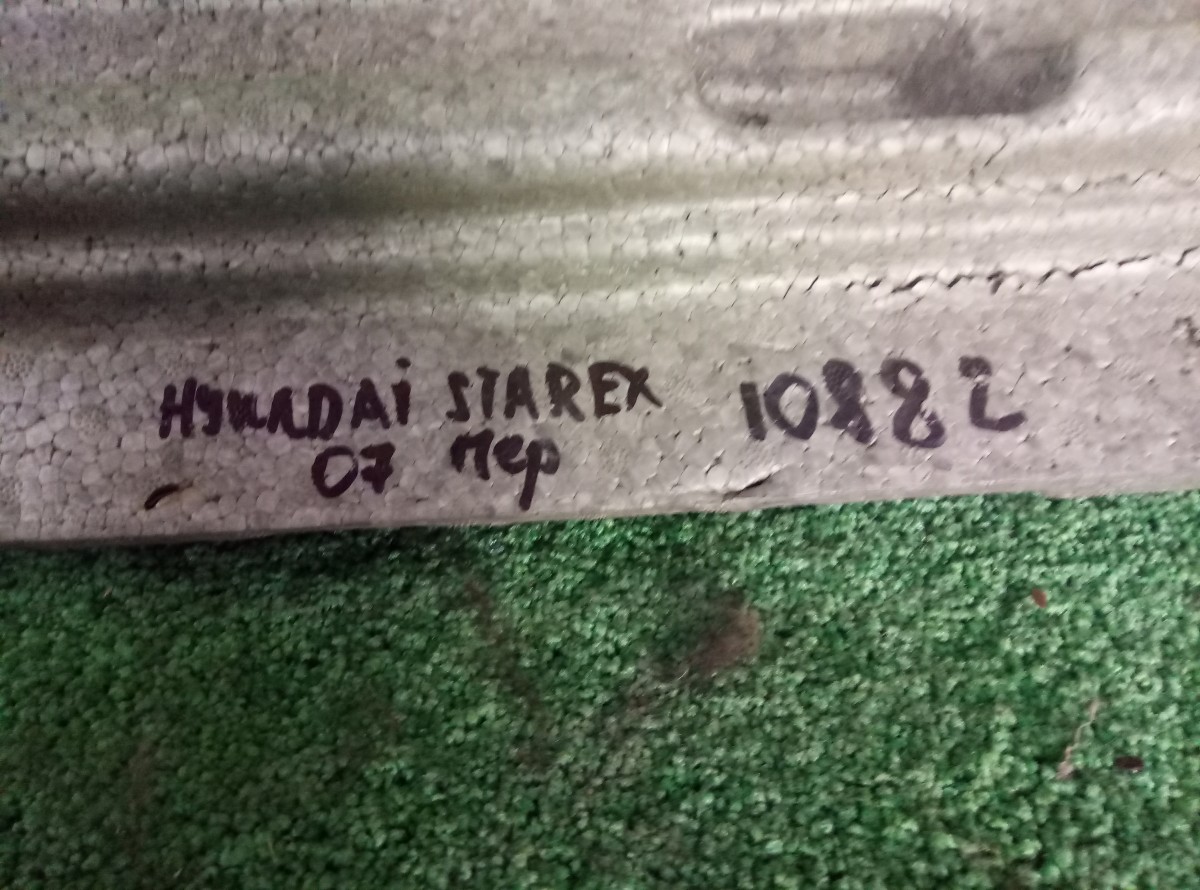 HYUNDAi STAREX 10882
07 пер